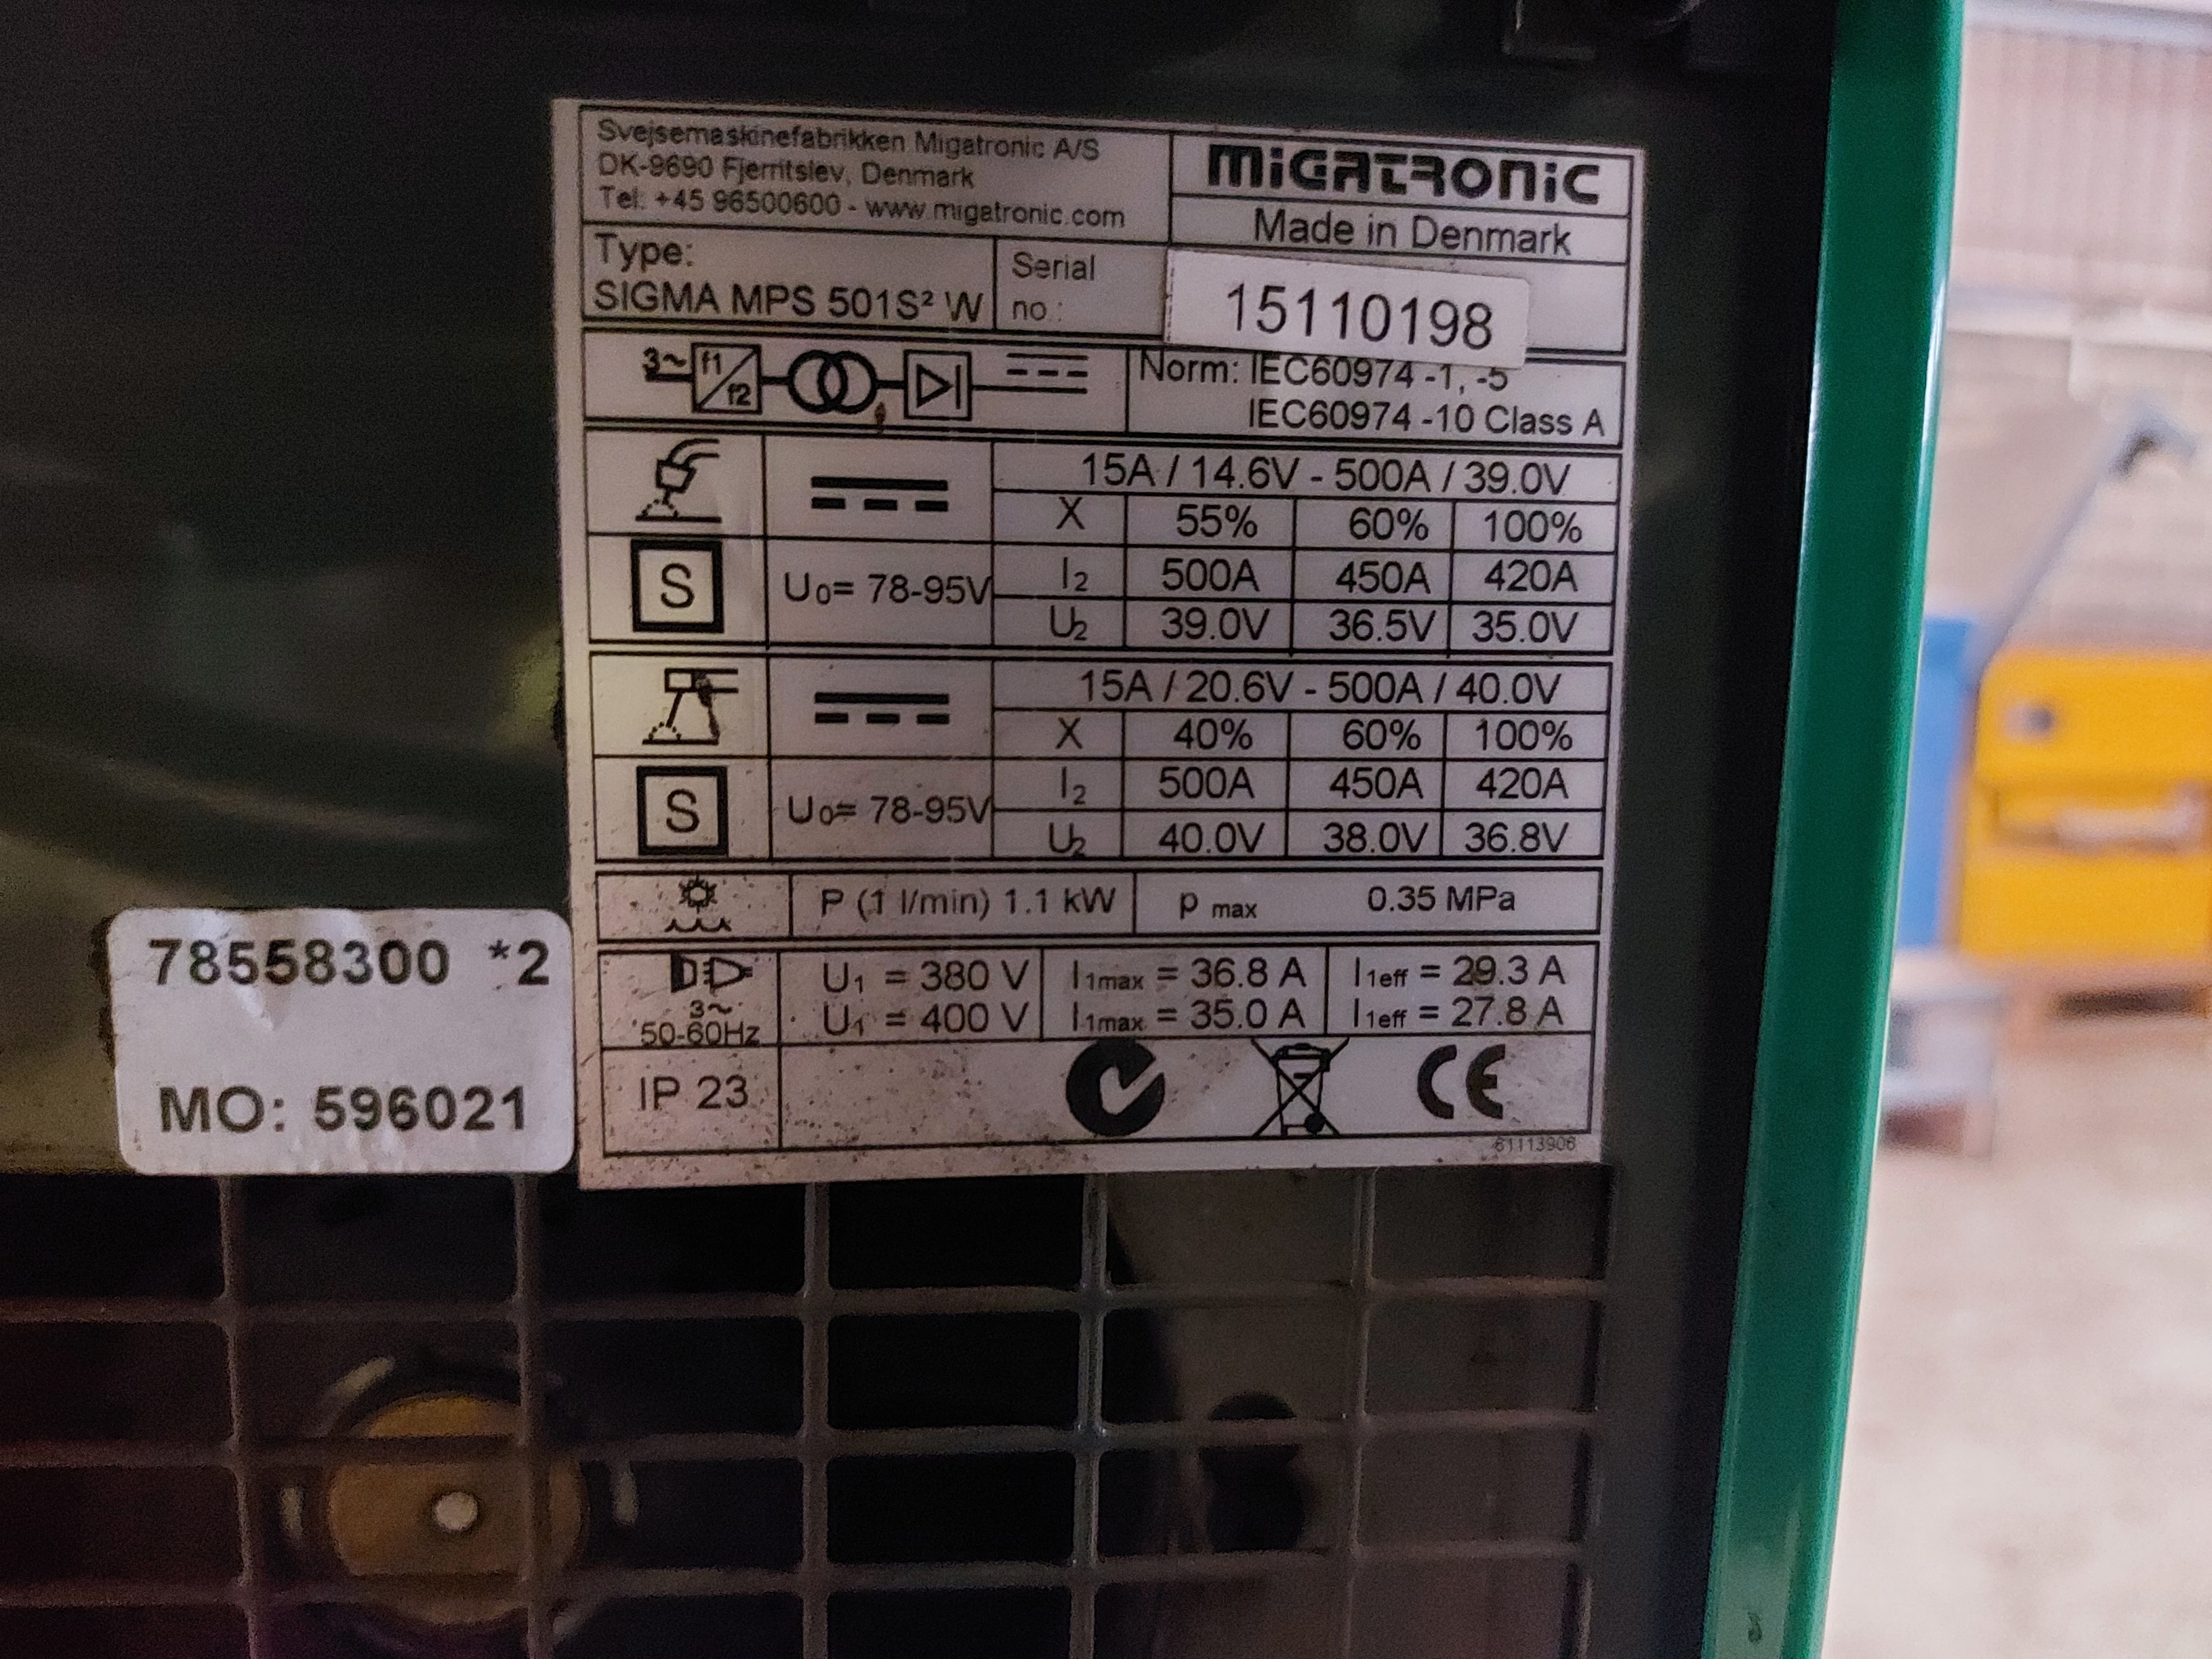 Svejsemaskinefabrikken Migatronic A/S
DK-9690 Fjerritslev, Denmark
Tel: +45 96500600 - www.migatronic.com
MIGATRONIC
Made in Denmark
Type:
SIGMA MPS 501S² W
Serial
no.:
15110198
3~ f1 f2
Norm: IEC60974 -1, -5
IEC60974 -10 Class A
15A / 14.6V - 500A / 39.0V
X 55% 60% 100%
S
U0= 78-95V
I2 500A 450A 420A
U2 39.0V 36.5V 35.0V
15A / 20.6V - 500A / 40.0V
X 40% 60% 100%
S
U0= 78-95V
I2 500A 450A 420A
U2 40.0V 38.0V 36.8V
P (1 l/min) 1.1 kW
p max 0.35 MPa
3~
50-60Hz
U1 = 380 V I1max = 36.8 A I1eff = 29.3 A
U1 = 400 V I1max = 35.0 A I1eff = 27.8 A
IP 23
CE
61113906
78558300 *2
MO: 596021